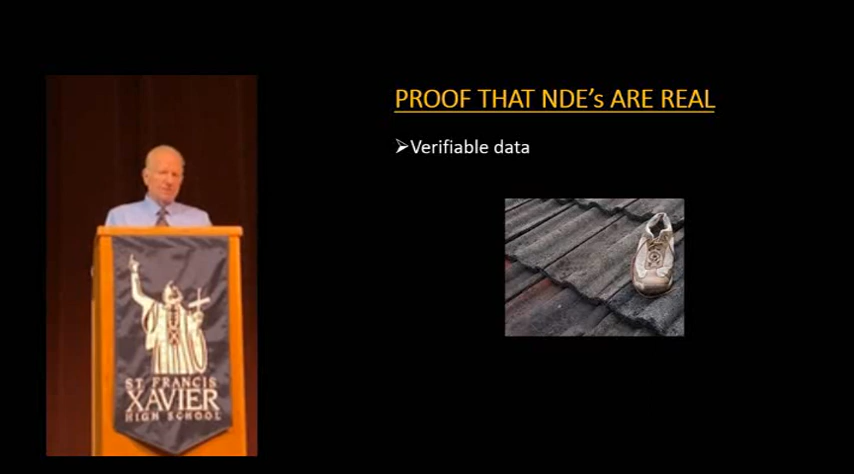 PROOF THAT NDE’s ARE REAL
➢Verifiable data
ST FRANCIS
XAVIER
HIGH SCHOOL